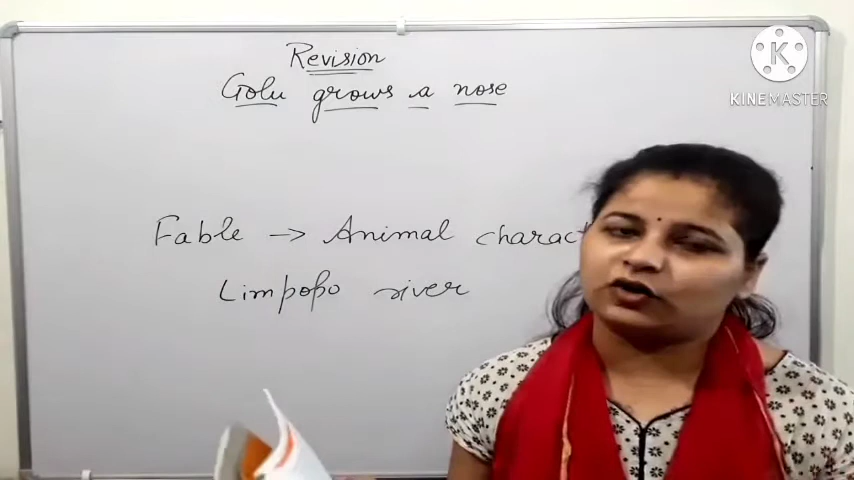 Revision
Golu grows a nose
Fable → Animal charact
Limpopo river
K
KINEMASTER